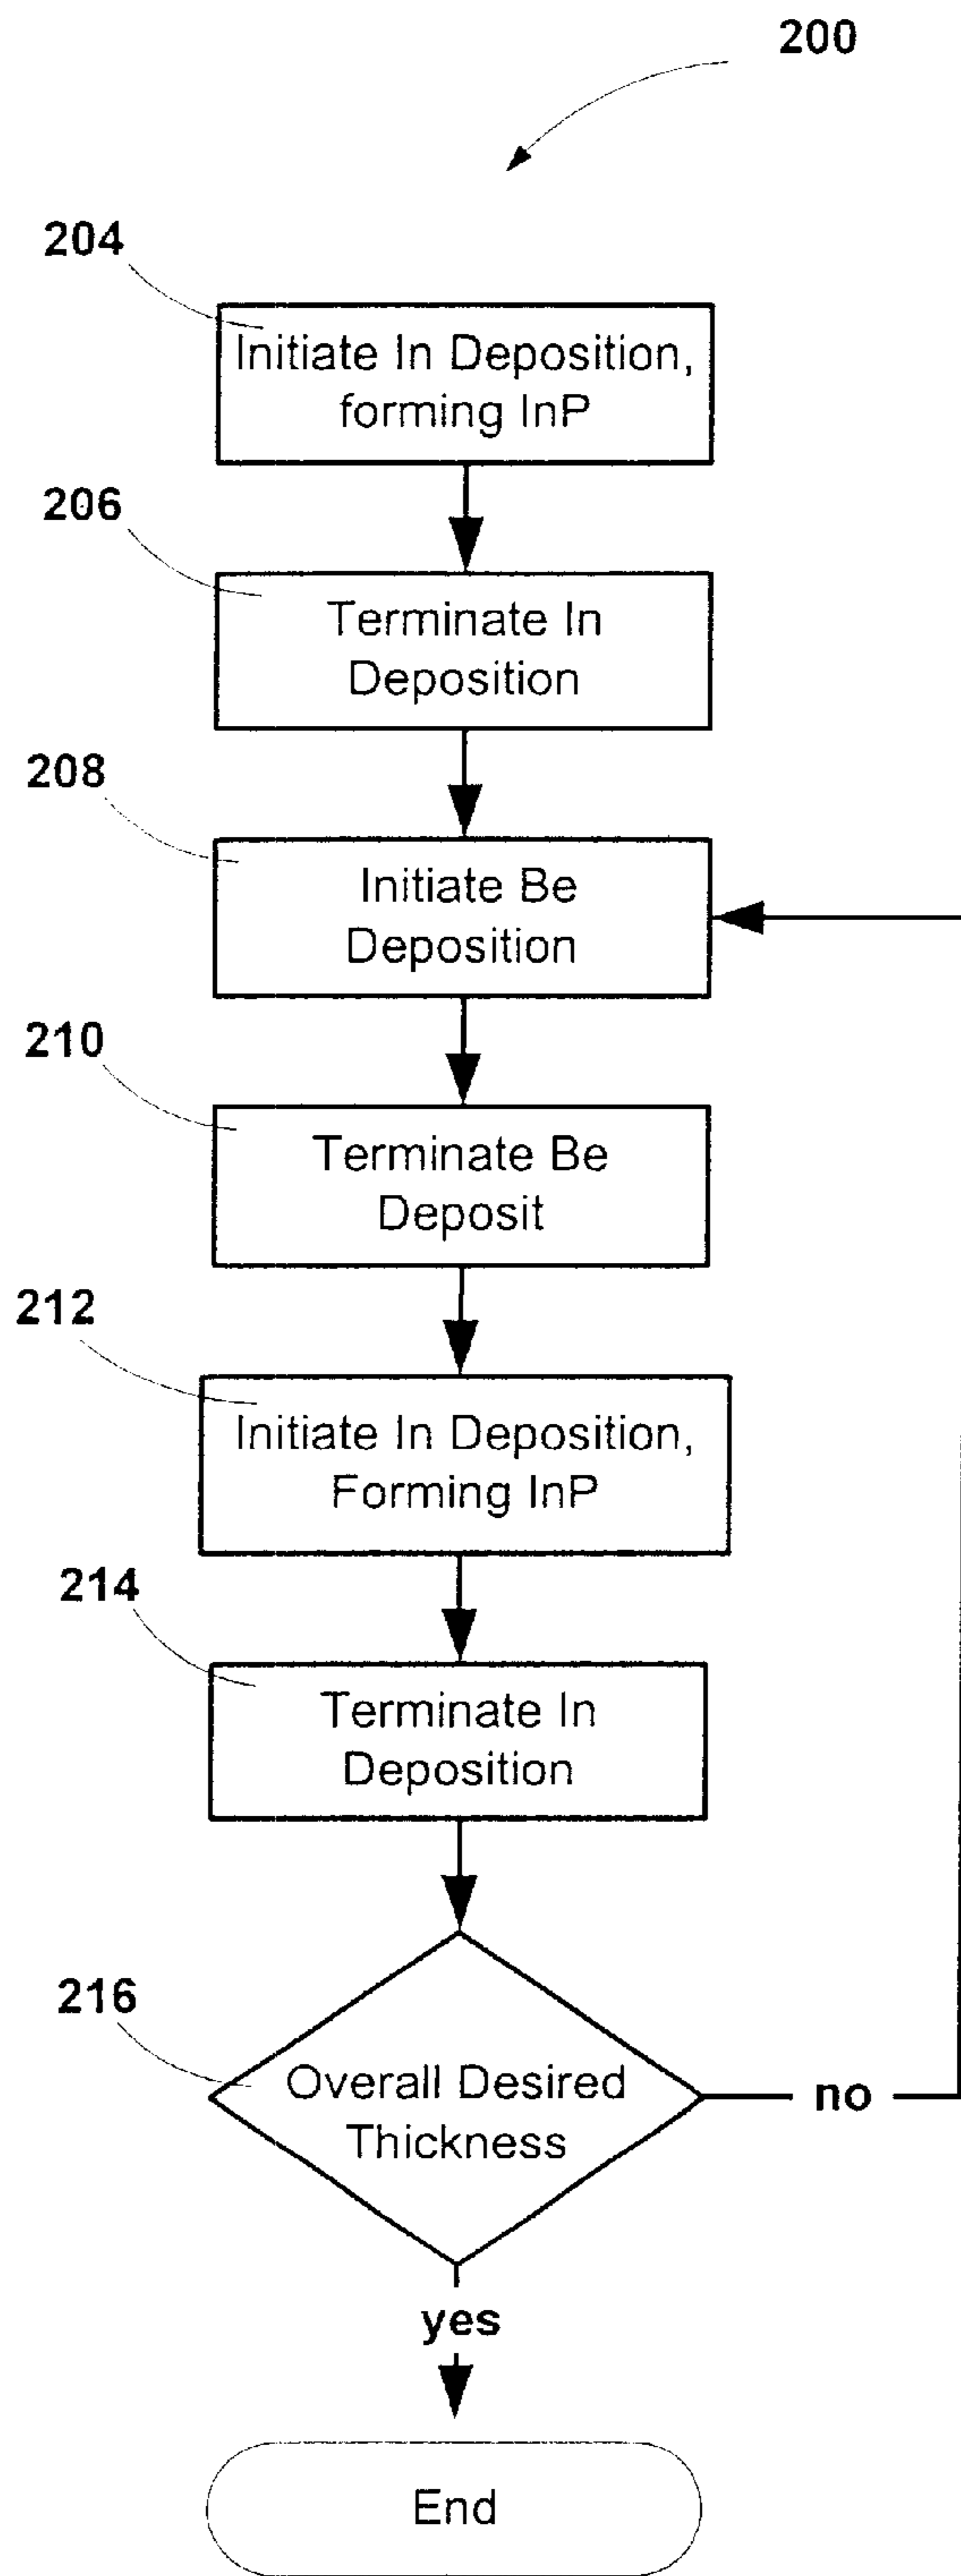 200
204
Initiate In Deposition,
forming InP
206
Terminate In
Deposition
208
Initiate Be
Deposition
210
Terminate Be
Deposit
212
Initiate In Deposition,
Forming InP
214
Terminate In
Deposition
216
Overall Desired
Thickness
no
yes
End